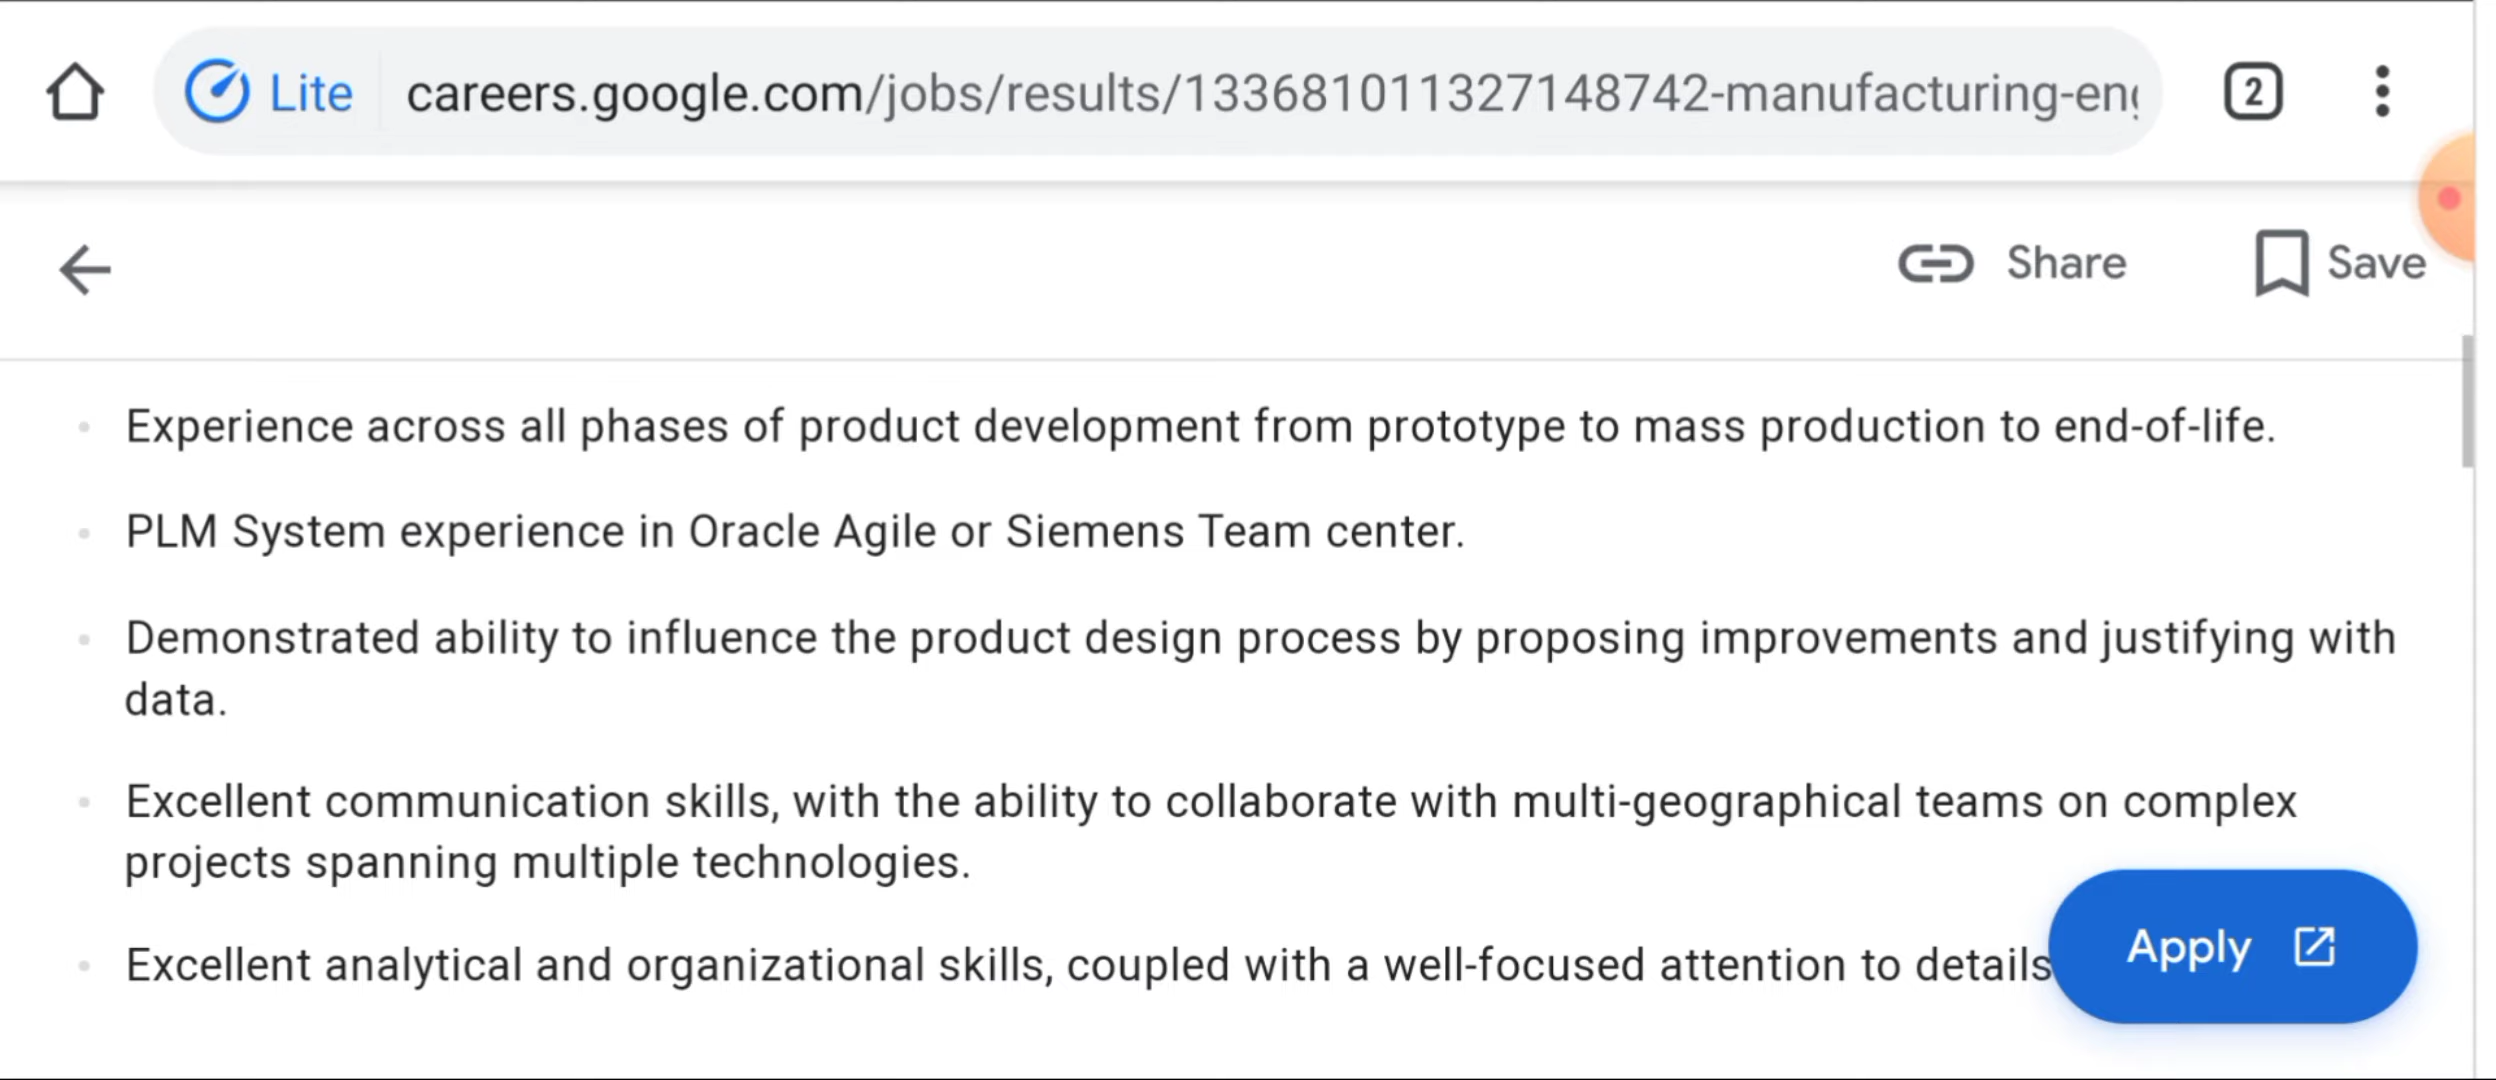 Lite careers.google.com/jobs/results/133681011327148742-manufacturing-en 2
Share Save
Experience across all phases of product development from prototype to mass production to end-of-life.
PLM System experience in Oracle Agile or Siemens Team center.
Demonstrated ability to influence the product design process by proposing improvements and justifying with
data.
Excellent communication skills, with the ability to collaborate with multi-geographical teams on complex
projects spanning multiple technologies.
Excellent analytical and organizational skills, coupled with a well-focused attention to details
Apply